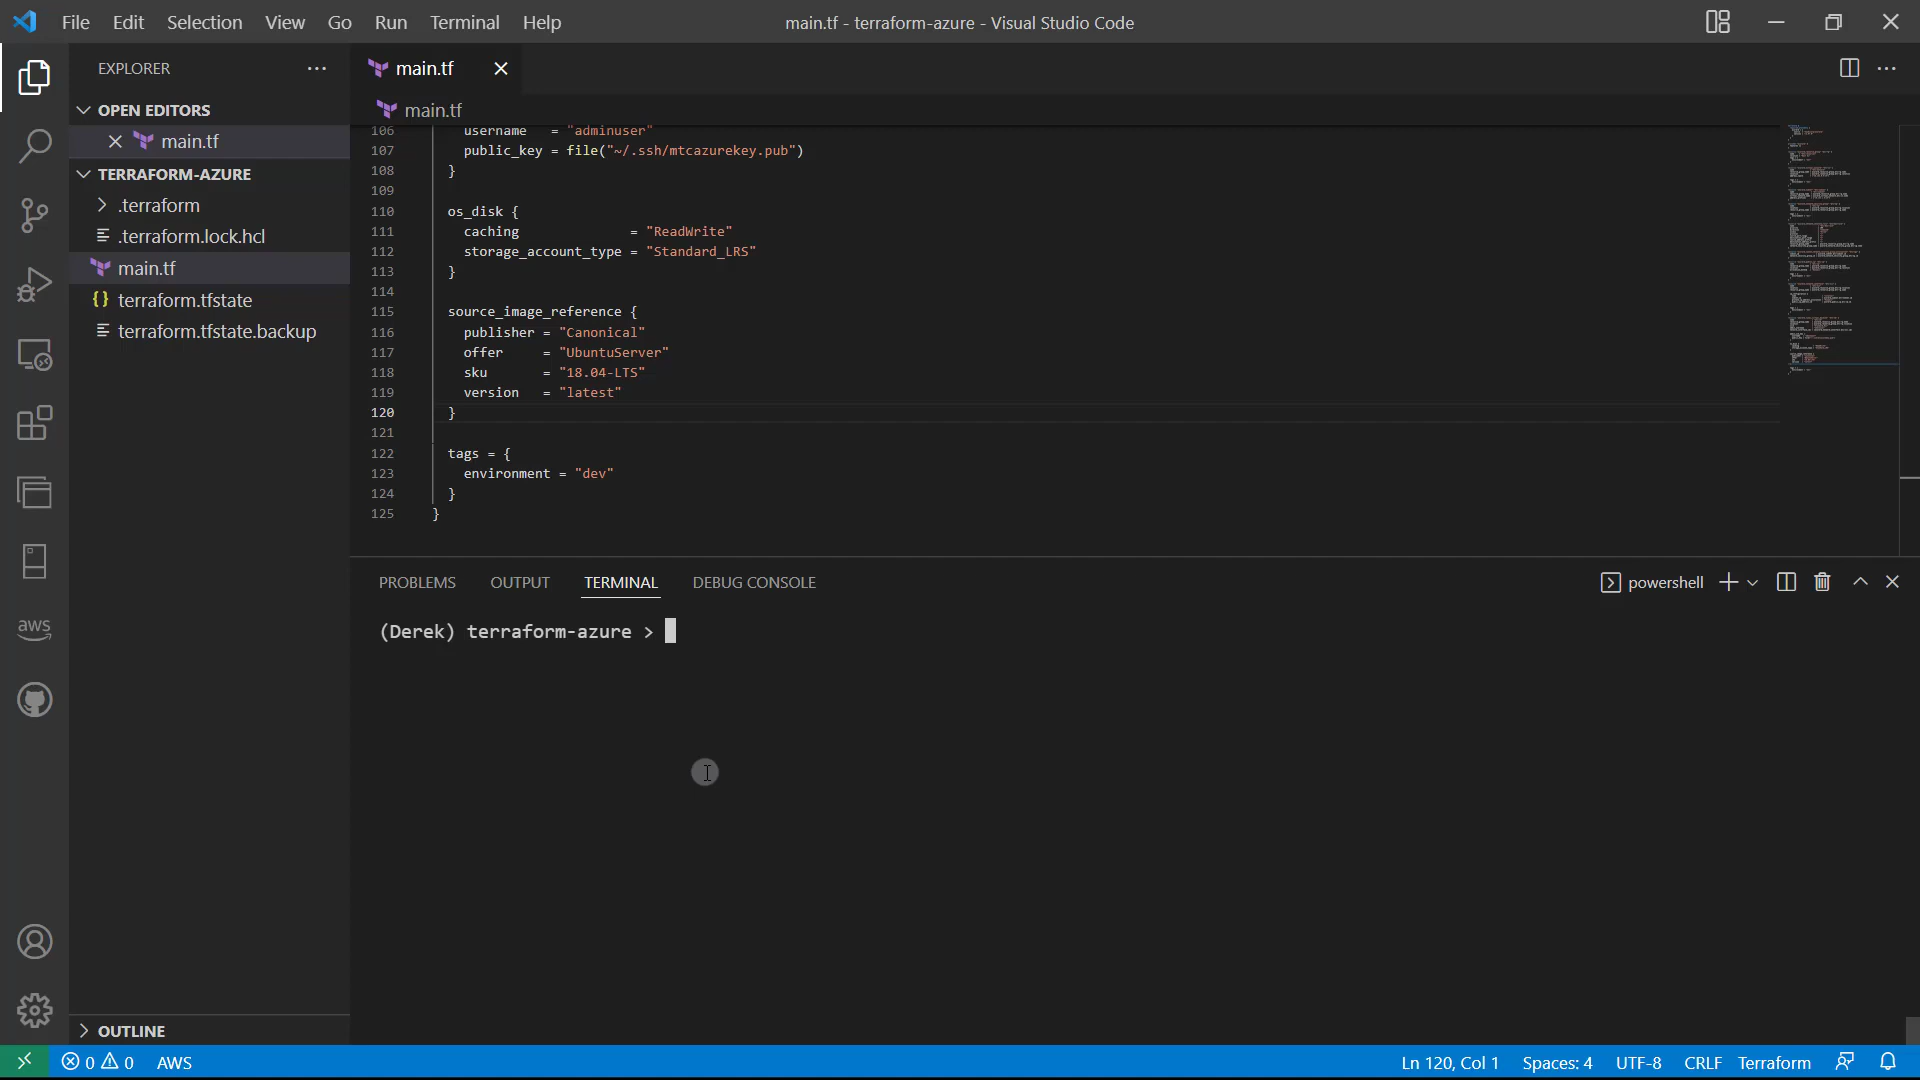 File Edit Selection View Go Run Terminal Help
main.tf - terraform-azure - Visual Studio Code
EXPLORER
OPEN EDITORS
main.tf
TERRAFORM-AZURE
.terraform
.terraform.lock.hcl
main.tf
terraform.tfstate
terraform.tfstate.backup
OUTLINE
aws
main.tf
main.tf
106 username = "adminuser"
107 public_key = file("~/.ssh/mtcazurekey.pub")
108 }
109
110 os_disk {
111 caching = "ReadWrite"
112 storage_account_type = "Standard_LRS"
113 }
114
115 source_image_reference {
116 publisher = "Canonical"
117 offer = "UbuntuServer"
118 sku = "18.04-LTS"
119 version = "latest"
120 }
121
122 tags = {
123 environment = "dev"
124 }
125 }
PROBLEMS OUTPUT TERMINAL DEBUG CONSOLE
powershell
(Derek) terraform-azure >
0 0 AWS
Ln 120, Col 1 Spaces: 4 UTF-8 CRLF Terraform